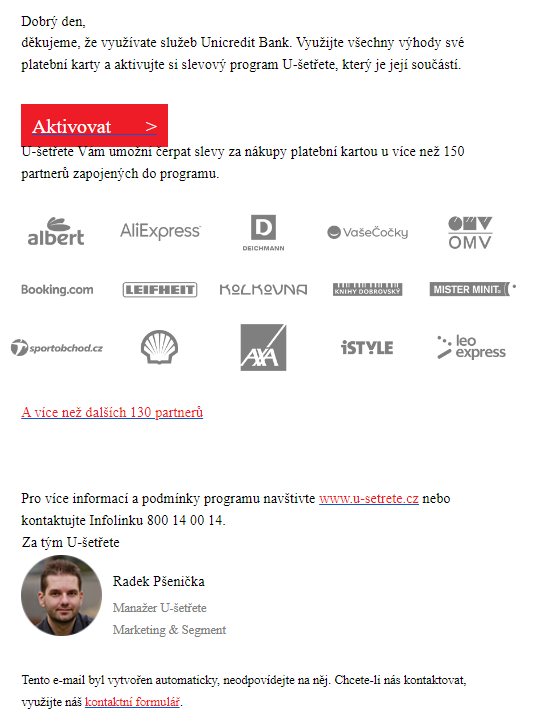 Dobrý den,
děkujeme, že využívate služeb Unicredit Bank. Využijte všechny výhody své
platební karty a aktivujte si slevový program U-šetřete, který je její součástí.
Aktivovat >
U-šetřete Vám umožní čerpat slevy za nákupy platební kartou u více než 150
partnerů zapojených do programu.
albert AliExpress D DEICHMANN VašeČočky OMV OMV
Booking.com LEIFHEIT KOLKOVNA KNIHY DOBROVSKÝ MISTER MINIT®
sportobchod.cz AXA iSTYLE leo express
A více než dalších 130 partnerů
Pro více informací a podmínky programu navštivte www.u-setrete.cz nebo
kontaktujte Infolinku 800 14 00 14.
Za tým U-šetřete
Radek Pšenička
Manažer U-šetřete
Marketing & Segment
Tento e-mail byl vytvořen automaticky, neodpovídejte na něj. Chcete-li nás kontaktovat,
využijte náš kontaktní formulář.